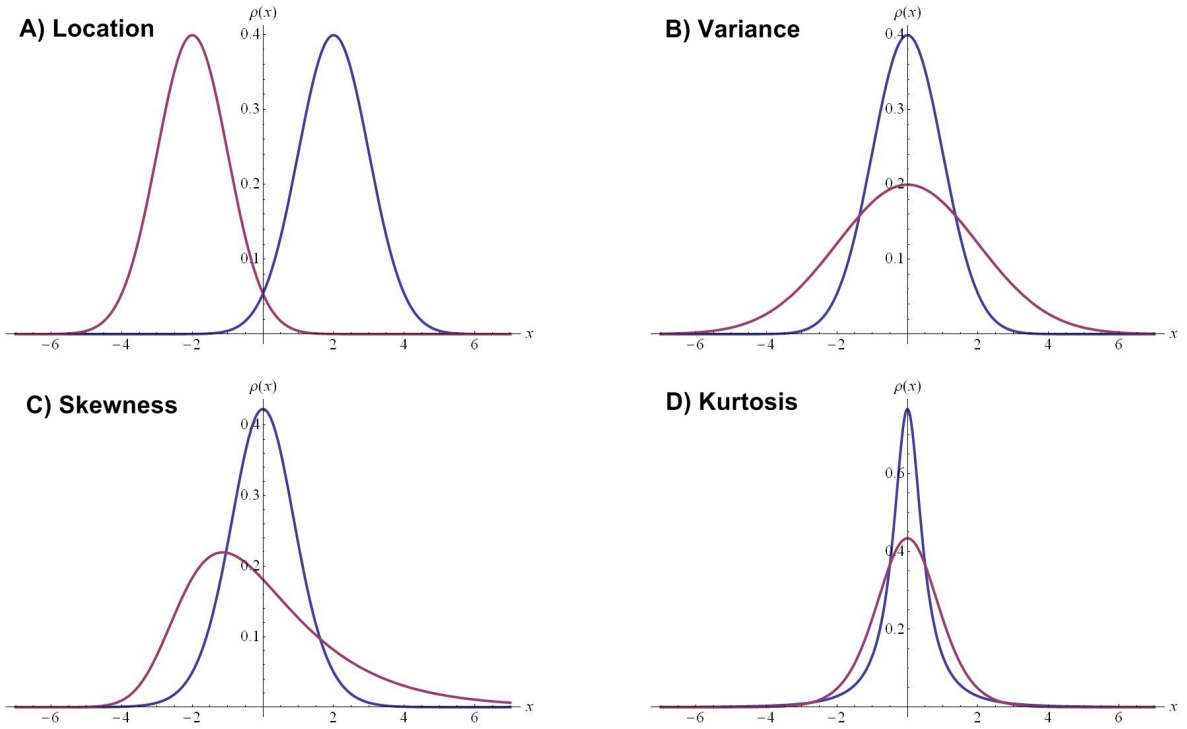 A) Location
ρ(x)
0.4
0.3
0.2
0.1
−6 −4 −2 2 4 6 x
B) Variance
ρ(x)
0.4
0.3
0.2
0.1
−6 −4 −2 2 4 6 x
C) Skewness
ρ(x)
0.4
0.3
0.2
0.1
−6 −4 −2 2 4 6 x
D) Kurtosis
ρ(x)
0.6
0.4
0.2
−6 −4 −2 2 4 6 x